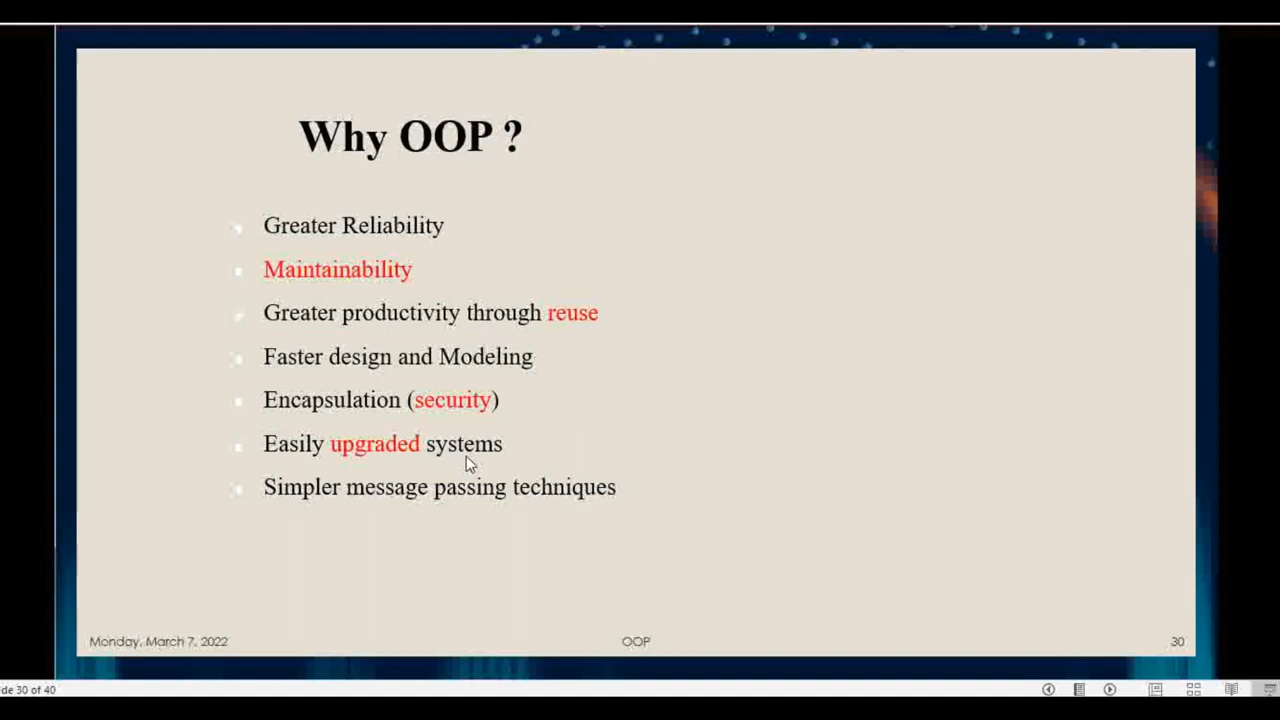 Why OOP ?
Greater Reliability
Maintainability
Greater productivity through reuse
Faster design and Modeling
Encapsulation (security)
Easily upgraded systems
Simpler message passing techniques
Monday, March 7, 2022
OOP
30
de 30 of 40